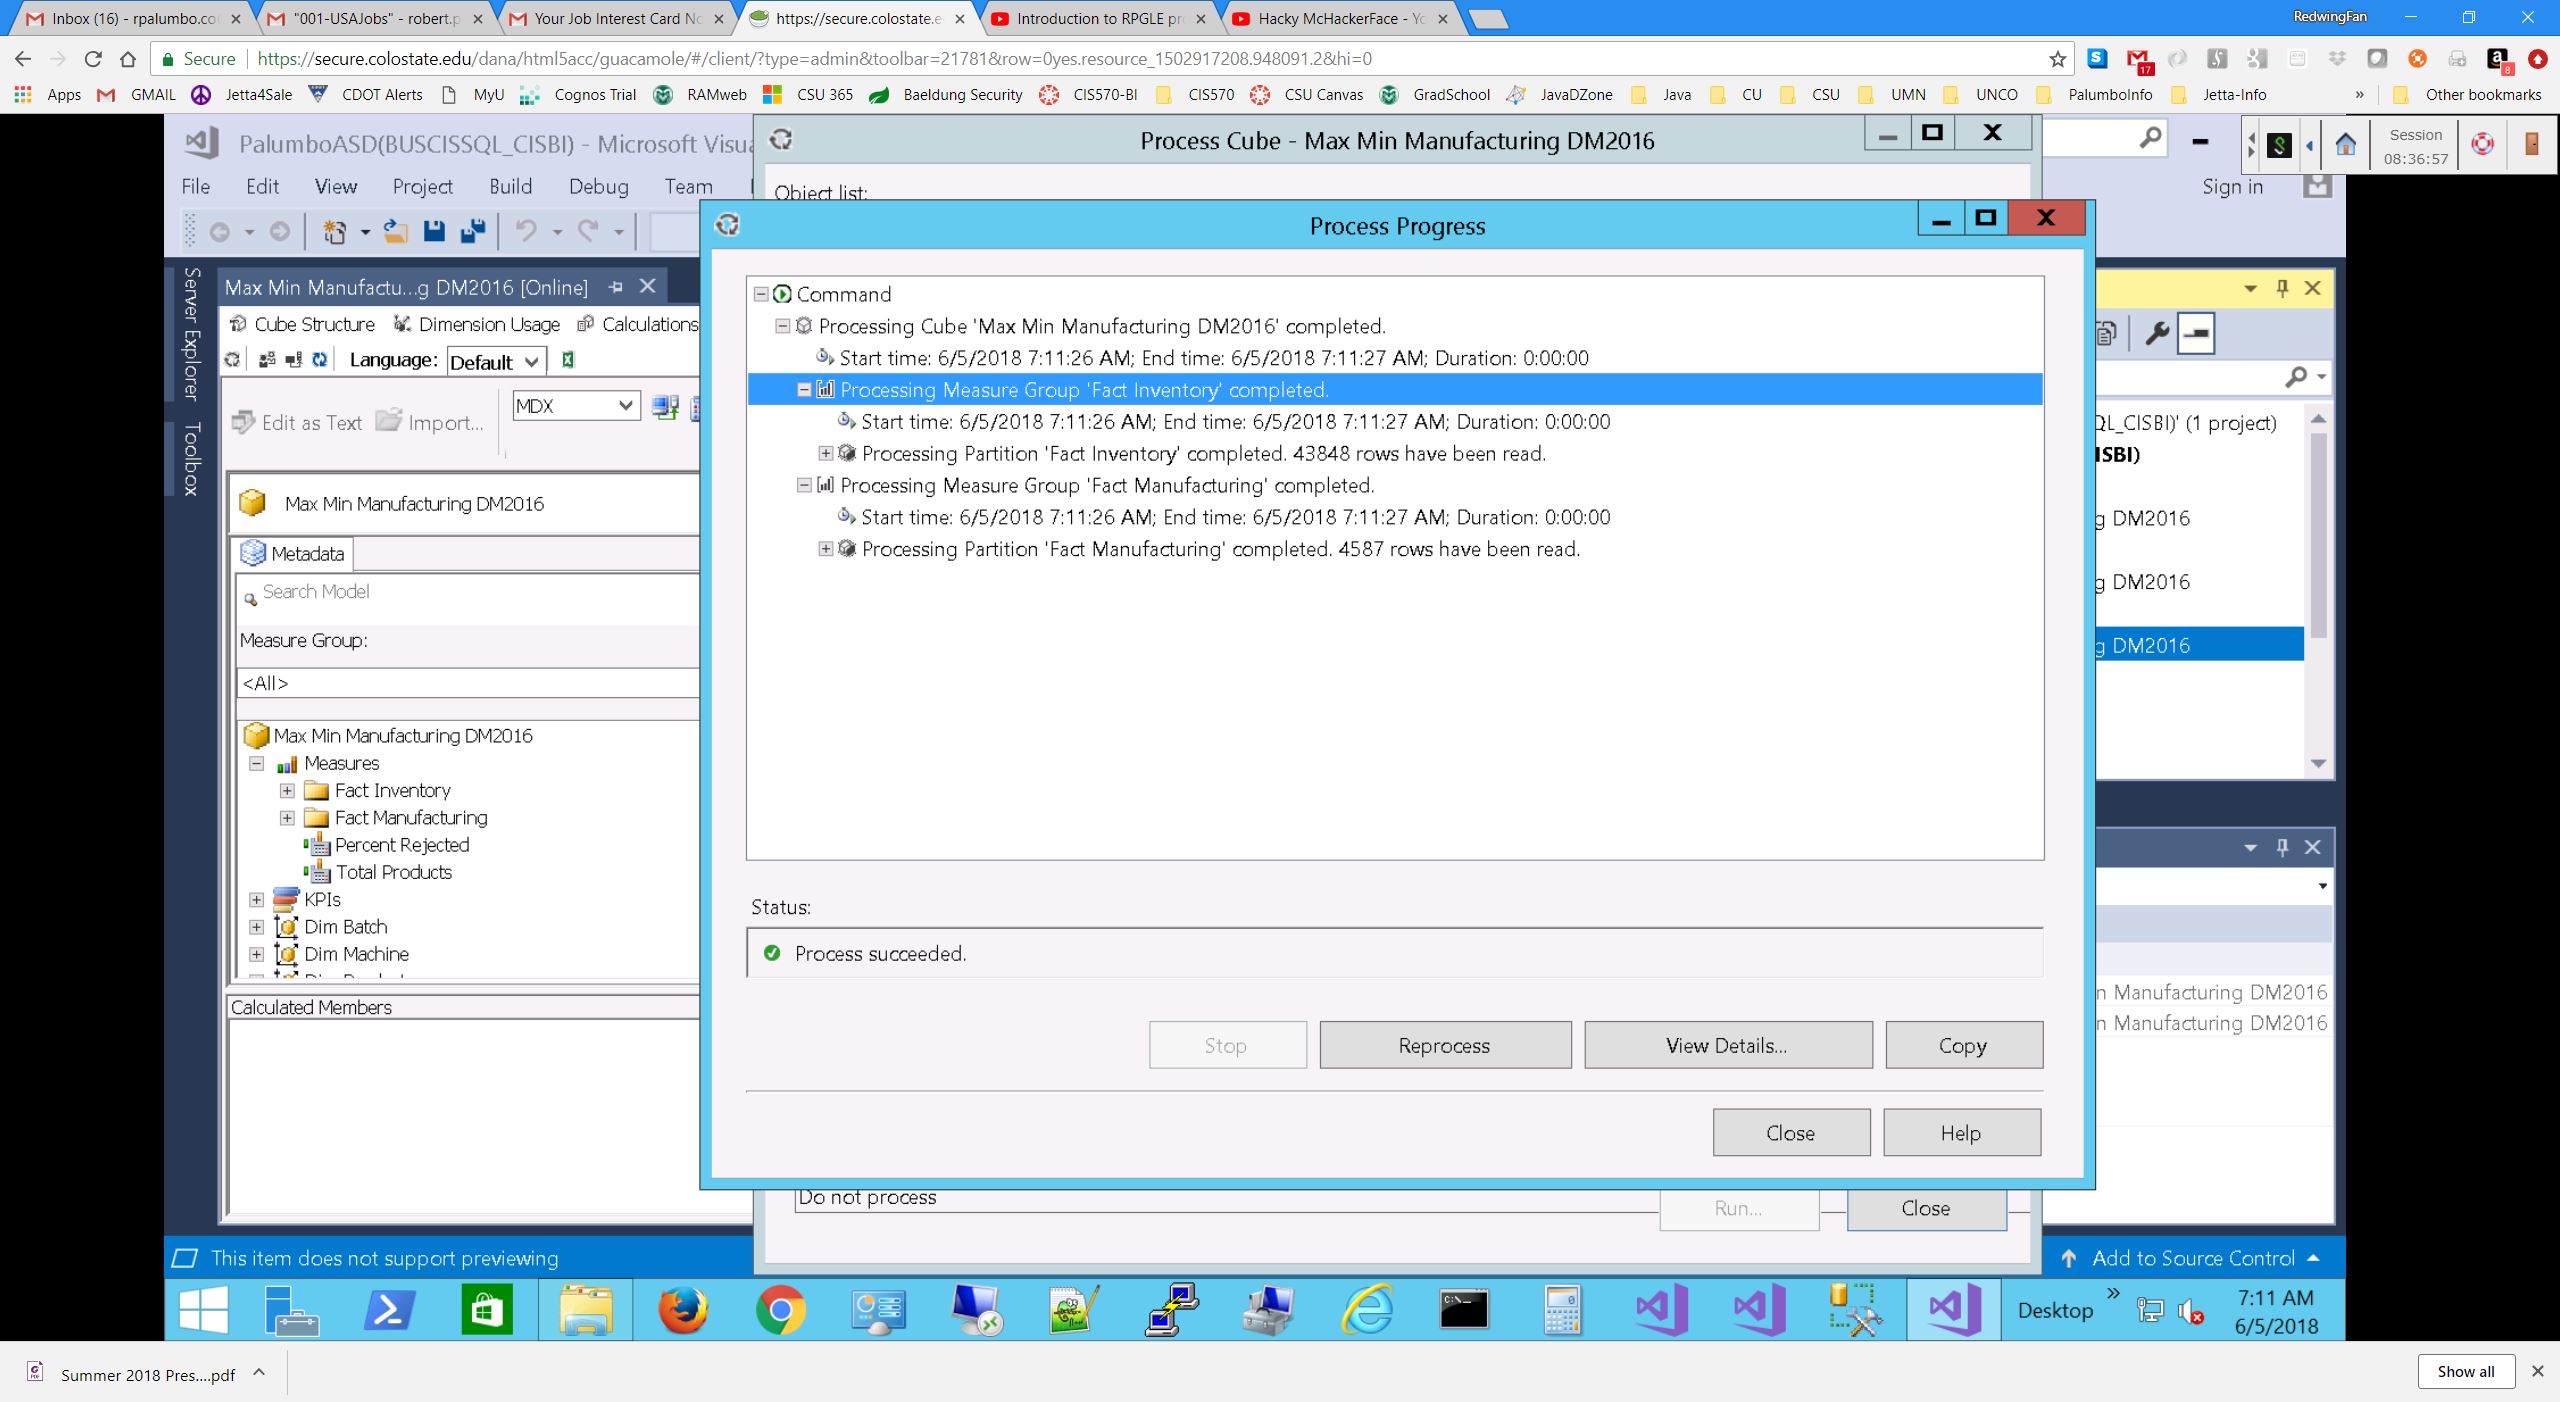 Inbox (16) - rpalumbo.co
"001-USAJobs" - robert.p
Your Job Interest Card No
https://secure.colostate.e
Introduction to RPGLE pr
Hacky McHackerFace - Yo
RedwingFan
Secure
https://secure.colostate.edu/dana/html5acc/guacamole/#/client/?type=admin&toolbar=21781&row=0yes.resource_1502917208.948091.2&hi=0
17
8
Apps GMAIL Jetta4Sale CDOT Alerts MyU Cognos Trial RAMweb CSU 365 Baeldung Security CIS570-BI CIS570 CSU Canvas GradSchool JavaDZone Java CU CSU UMN UNCO PalumboInfo Jetta-Info » Other bookmarks
PalumboASD(BUSCISSQL_CISBI) - Microsoft Visua
Process Cube - Max Min Manufacturing DM2016
Session
08:36:57
File Edit View Project Build Debug Team
Object list:
Sign in
Process Progress
Server Explorer
Toolbox
Max Min Manufactu...g DM2016 [Online]
Cube Structure Dimension Usage Calculations
Language: Default
Edit as Text Import...
MDX
Max Min Manufacturing DM2016
Metadata
Search Model
Measure Group:
<All>
Max Min Manufacturing DM2016
Measures
Fact Inventory
Fact Manufacturing
Percent Rejected
Total Products
KPIs
Dim Batch
Dim Machine
Calculated Members
Command
Processing Cube 'Max Min Manufacturing DM2016' completed.
Start time: 6/5/2018 7:11:26 AM; End time: 6/5/2018 7:11:27 AM; Duration: 0:00:00
Processing Measure Group 'Fact Inventory' completed.
Start time: 6/5/2018 7:11:26 AM; End time: 6/5/2018 7:11:27 AM; Duration: 0:00:00
Processing Partition 'Fact Inventory' completed. 43848 rows have been read.
Processing Measure Group 'Fact Manufacturing' completed.
Start time: 6/5/2018 7:11:26 AM; End time: 6/5/2018 7:11:27 AM; Duration: 0:00:00
Processing Partition 'Fact Manufacturing' completed. 4587 rows have been read.
Status:
Process succeeded.
Stop Reprocess View Details... Copy
Close Help
QL_CISBI)' (1 project)
ISBI)
g DM2016
g DM2016
g DM2016
n Manufacturing DM2016
n Manufacturing DM2016
Do not process
Run... Close
This item does not support previewing
Add to Source Control
Desktop »
7:11 AM
6/5/2018
Summer 2018 Pres....pdf
Show all